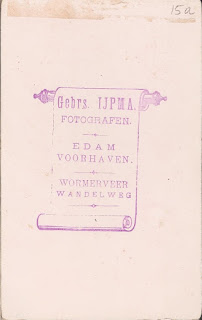 15a
Gebrs. IJPMA.
FOTOGRAFEN.
EDAM
VOORHAVEN.
WORMERVEER
WANDELWEG